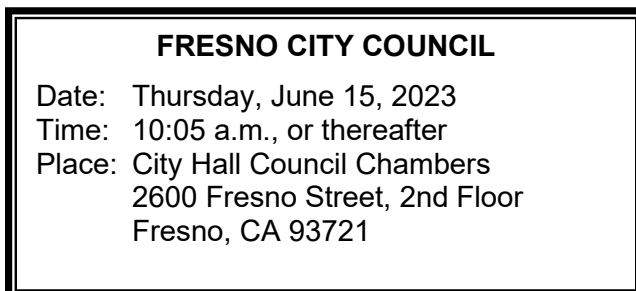 FRESNO CITY COUNCIL
Date: Thursday, June 15, 2023
Time: 10:05 a.m., or thereafter
Place: City Hall Council Chambers
2600 Fresno Street, 2nd Floor
Fresno, CA 93721